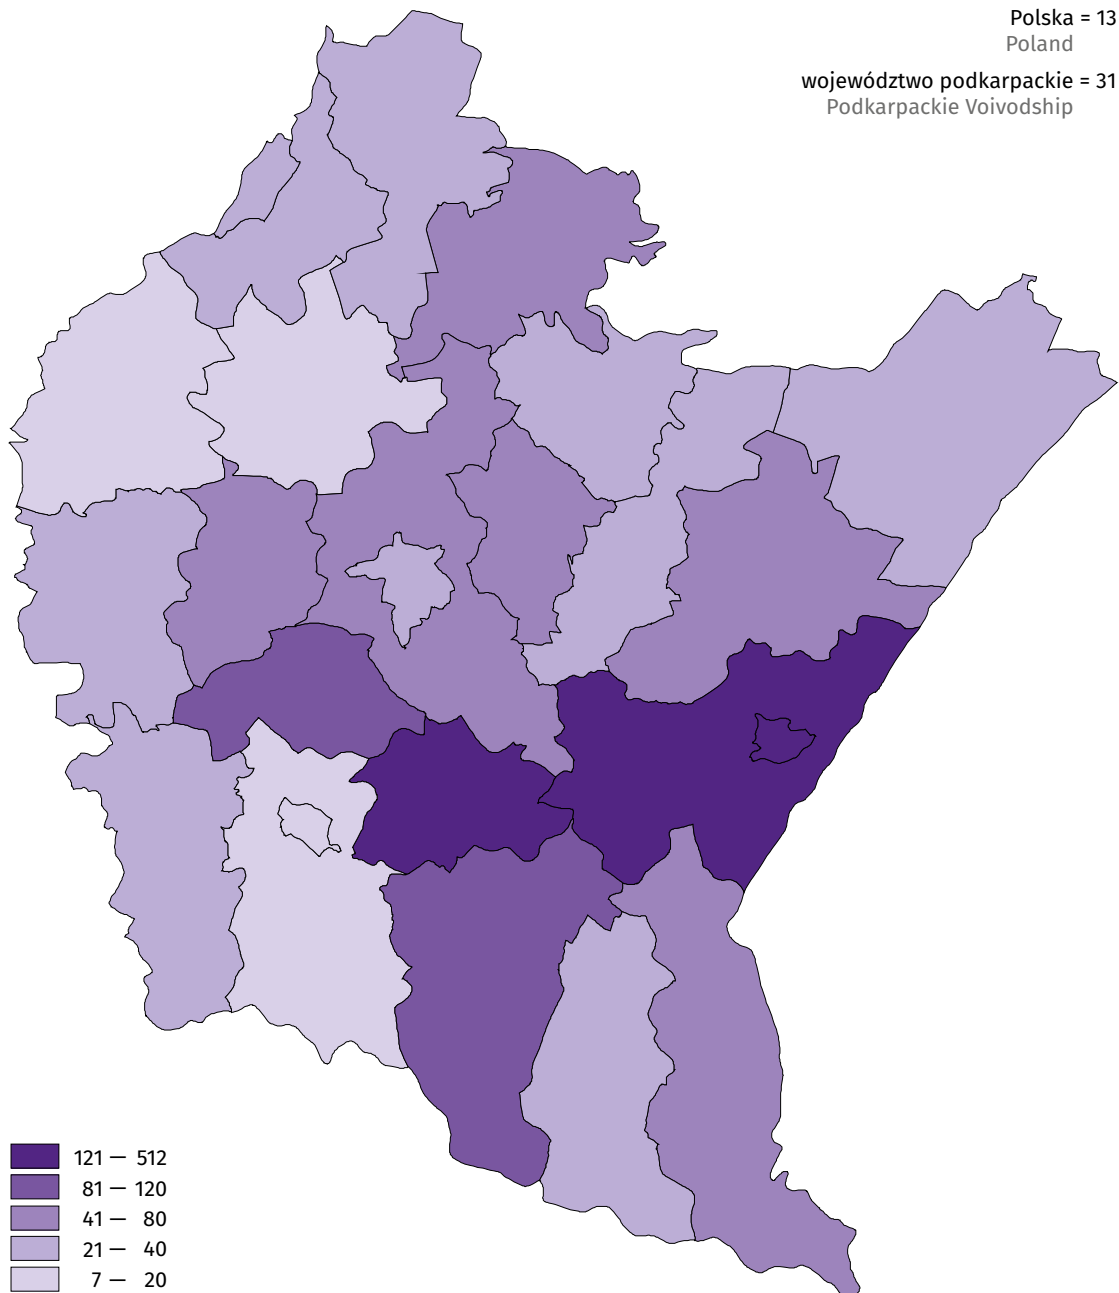 Polska = 13
Poland
województwo podkarpackie = 31
Podkarpackie Voivodship
121 — 512
81 — 120
41 — 80
21 — 40
7 — 20